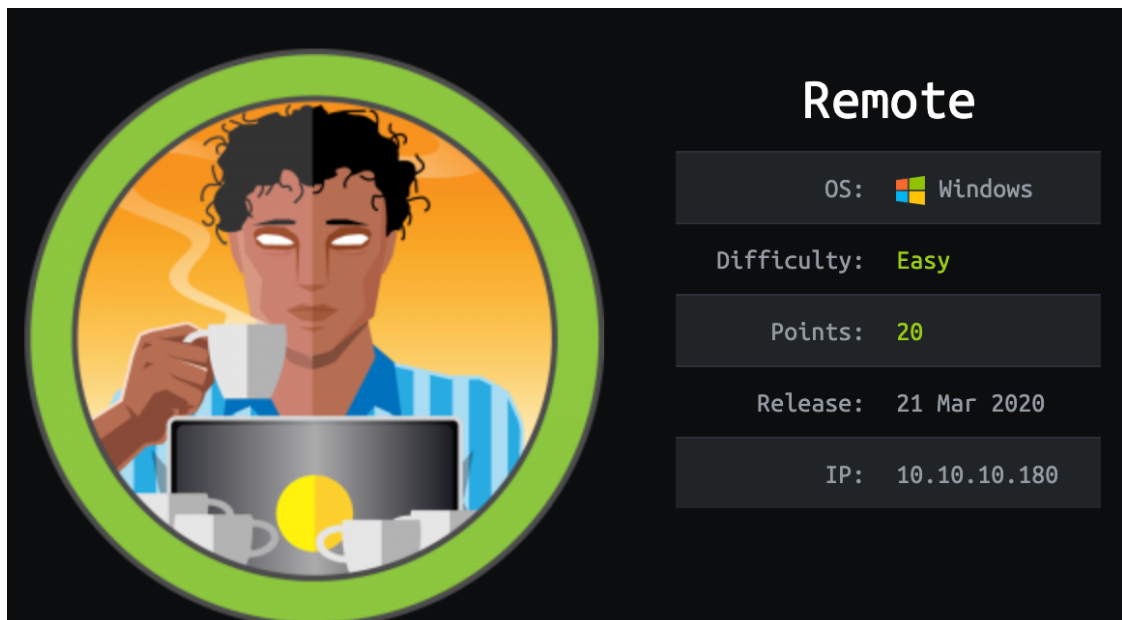 Remote
OS: Windows
Difficulty: Easy
Points: 20
Release: 21 Mar 2020
IP: 10.10.10.180